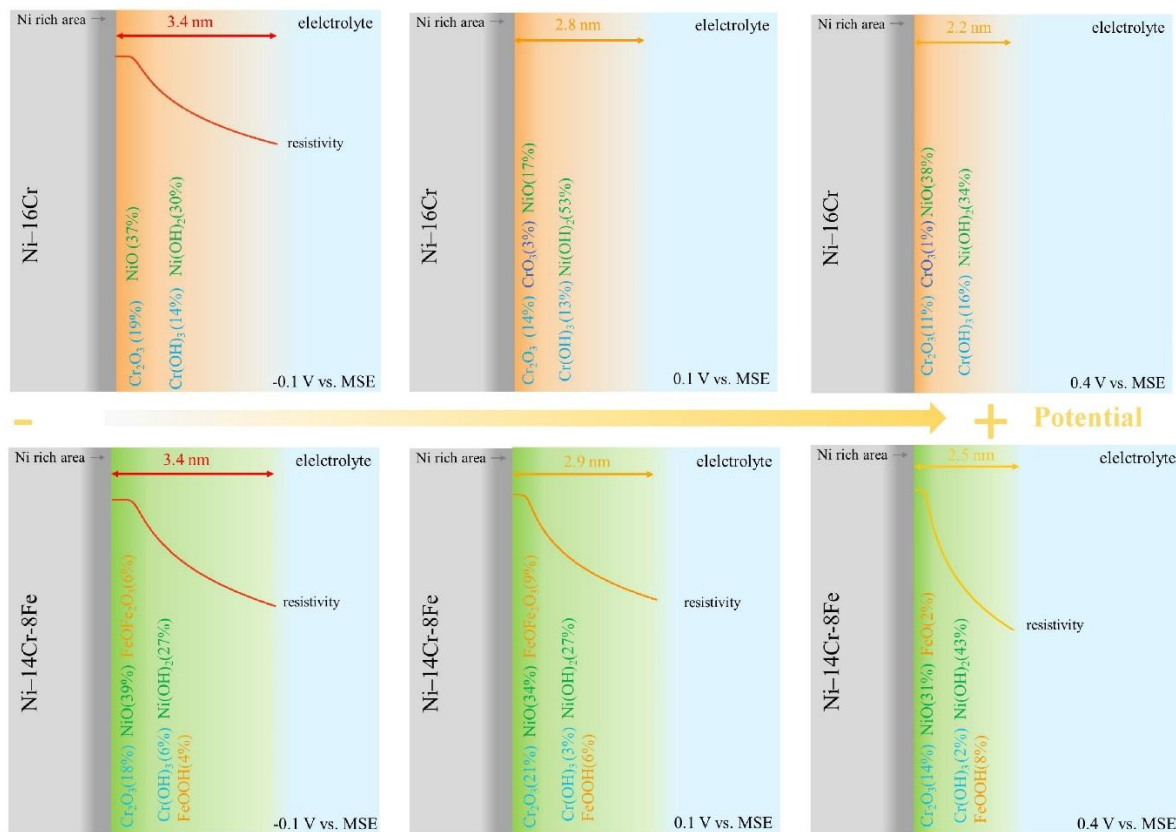 Ni rich area →
3.4 nm
elelctrolyte
Ni–16Cr
resistivity
Cr₂O₃ (19%) NiO (37%)
Cr(OH)₃ (14%) Ni(OH)₂(30%)
-0.1 V vs. MSE
Ni rich area →
2.8 nm
elelctrolyte
Ni–16Cr
Cr₂O₃ (14%) CrO₃(3%) NiO(17%)
Cr(OH)₃(13%) Ni(OH)₂(53%)
0.1 V vs. MSE
Ni rich area →
2.2 nm
elelctrolyte
Ni–16Cr
Cr₂O₃(11%) CrO₃(1%) NiO(38%)
Cr(OH)₃(16%) Ni(OH)₂(34%)
0.4 V vs. MSE
- + Potential
Ni rich area →
3.4 nm
elelctrolyte
Ni–14Cr-8Fe
resistivity
Cr₂O₃(18%) NiO(39%) FeOFe₂O₃(6%)
Cr(OH)₃(6%) Ni(OH)₂(27%)
FeOOH(4%)
-0.1 V vs. MSE
Ni rich area →
2.9 nm
elelctrolyte
Ni–14Cr-8Fe
resistivity
Cr₂O₃(21%) NiO(34%) FeOFe₂O₃(9%)
Cr(OH)₃(3%) Ni(OH)₂(27%)
FeOOH(6%)
0.1 V vs. MSE
Ni rich area →
2.5 nm
elelctrolyte
Ni–14Cr-8Fe
resistivity
Cr₂O₃(14%) NiO(31%) FeO(2%)
Cr(OH)₃(2%) Ni(OH)₂(43%)
FeOOH(8%)
0.4 V vs. MSE